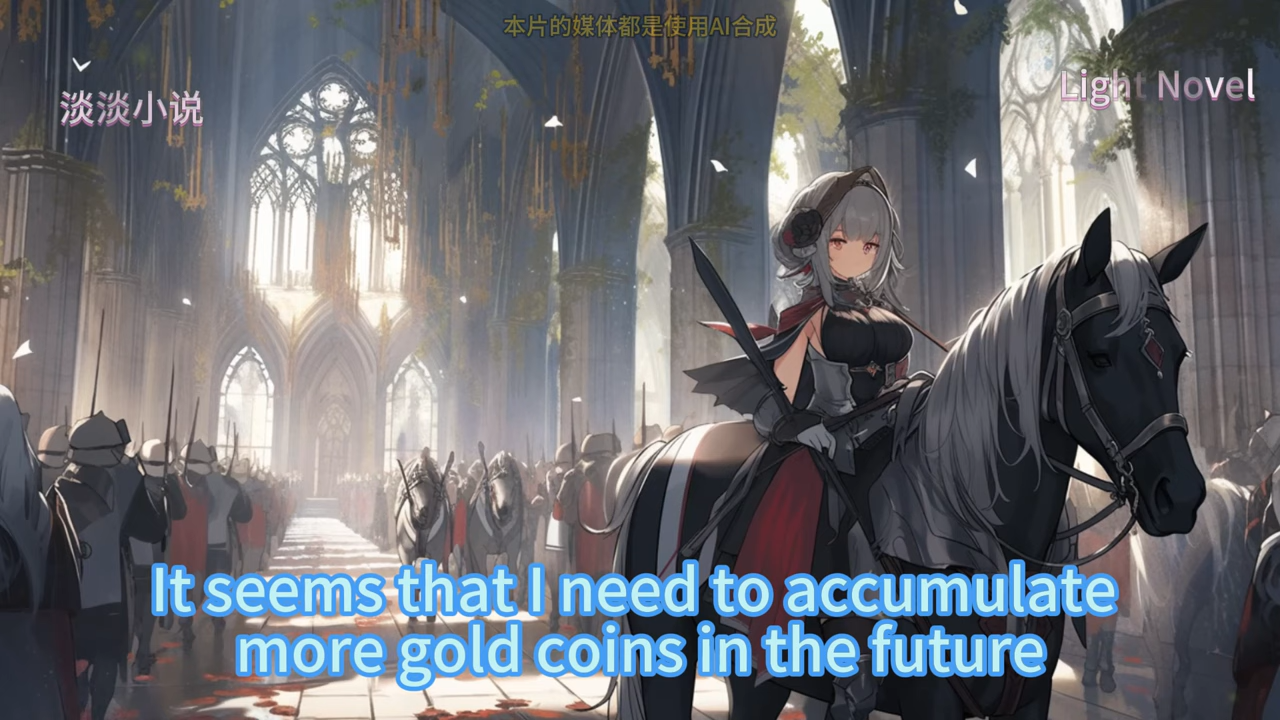 本片的媒体都是使用AI合成
淡淡小说
Light Novel
It seems that I need to accumulate
more gold coins in the future